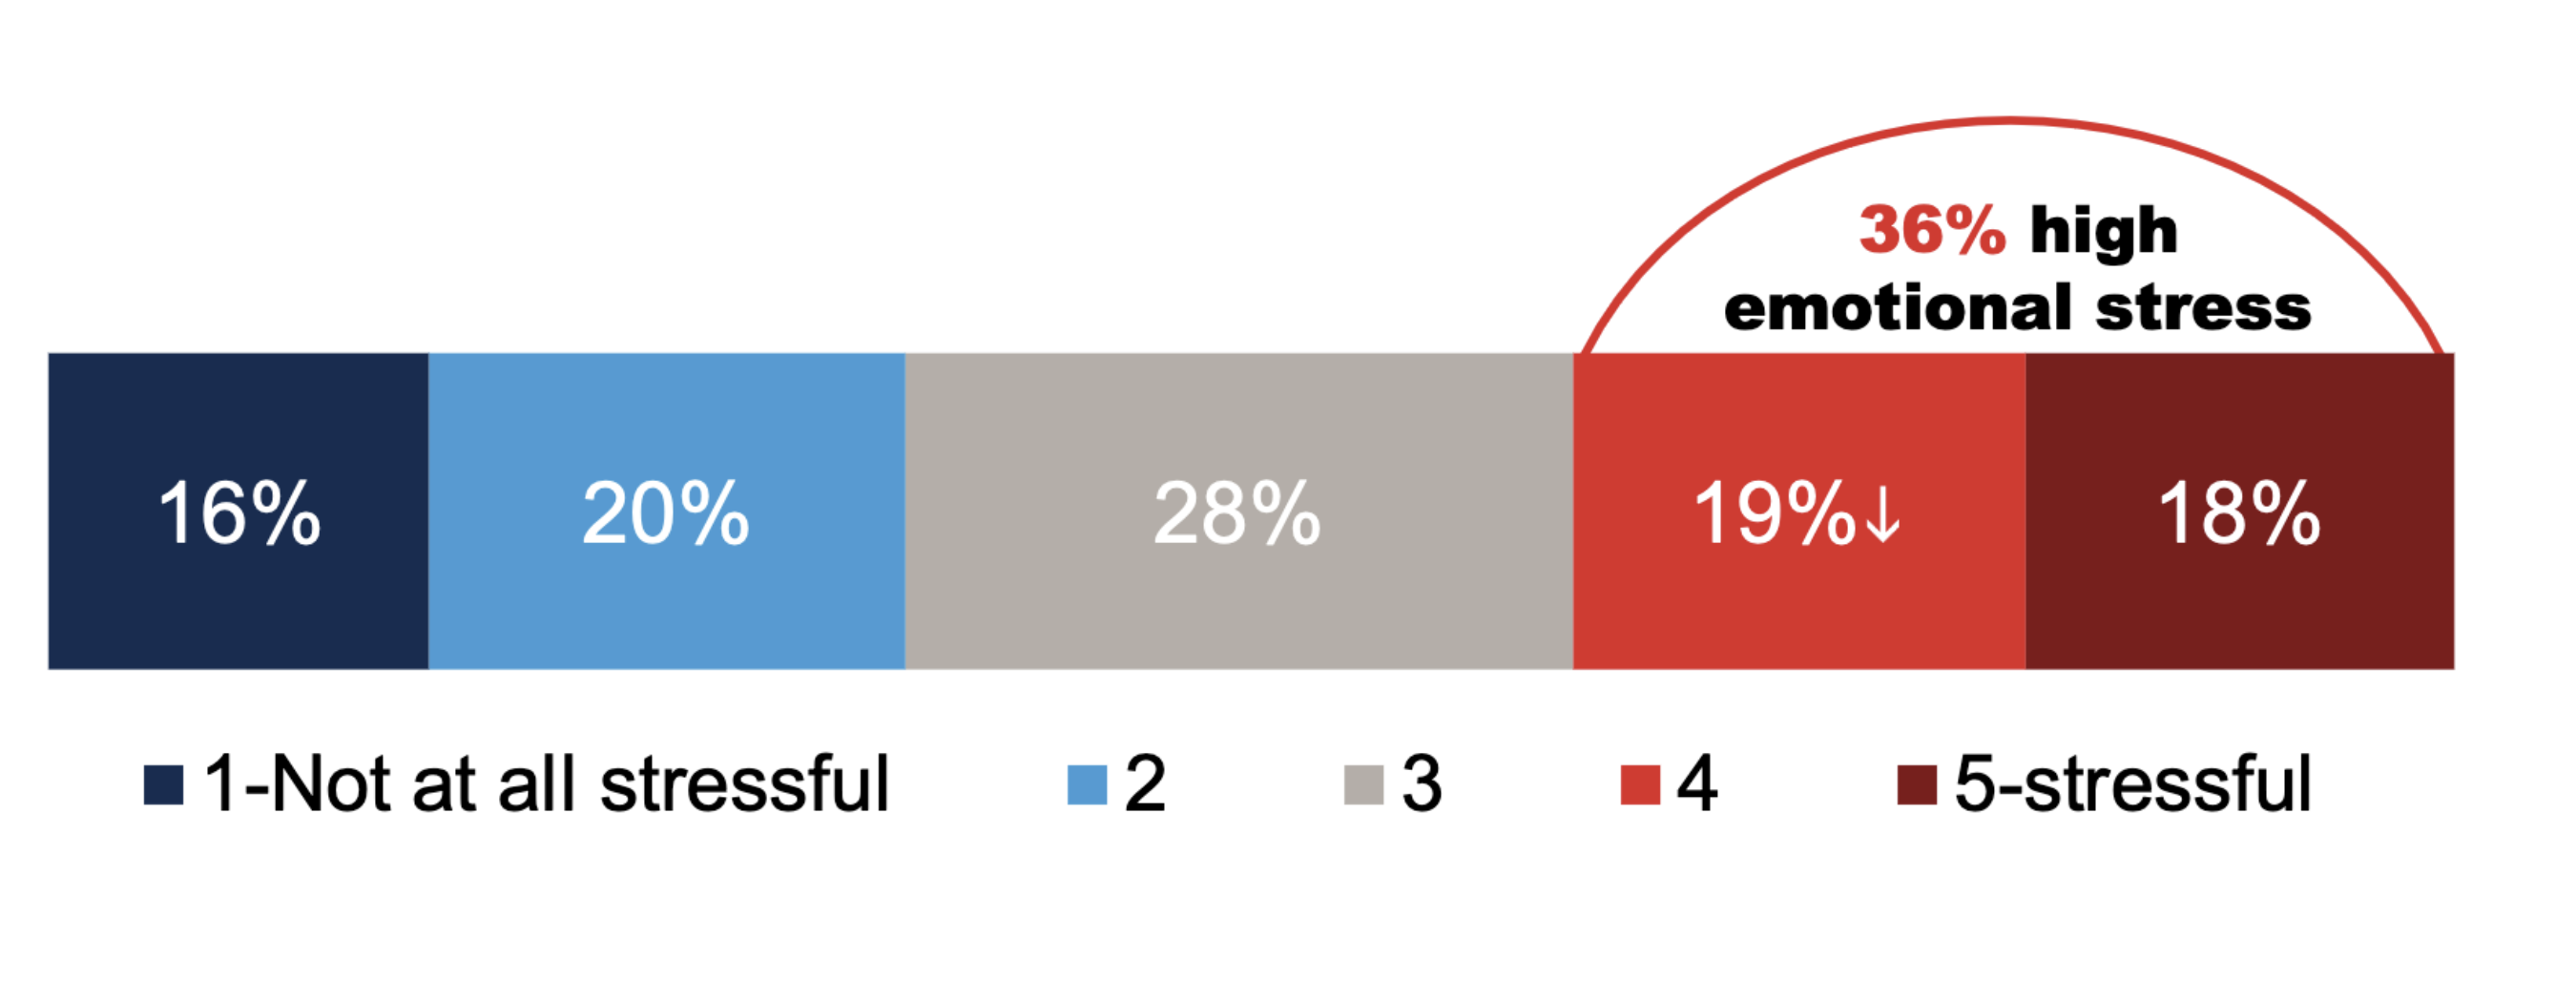 36% high
emotional stress
16% 20% 28% 19%↓ 18%
1-Not at all stressful 2 3 4 5-stressful